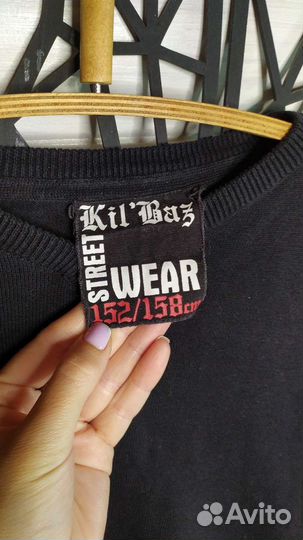 Kil'Baz
STREET
WEAR
152/158cm
Avito